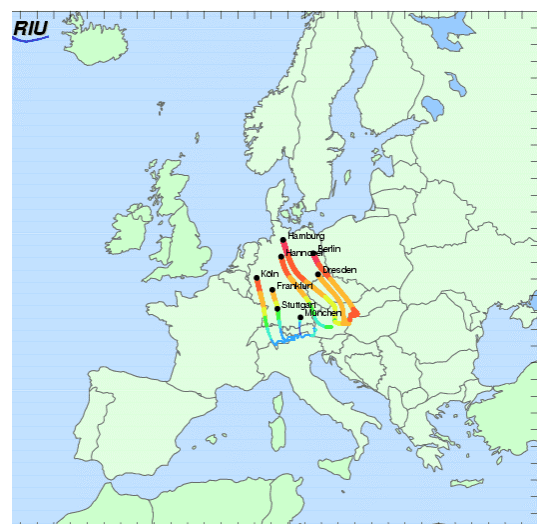 RIU
Hamburg
Berlin
Hannover
Dresden
Köln
Frankfurt
Stuttgart
München